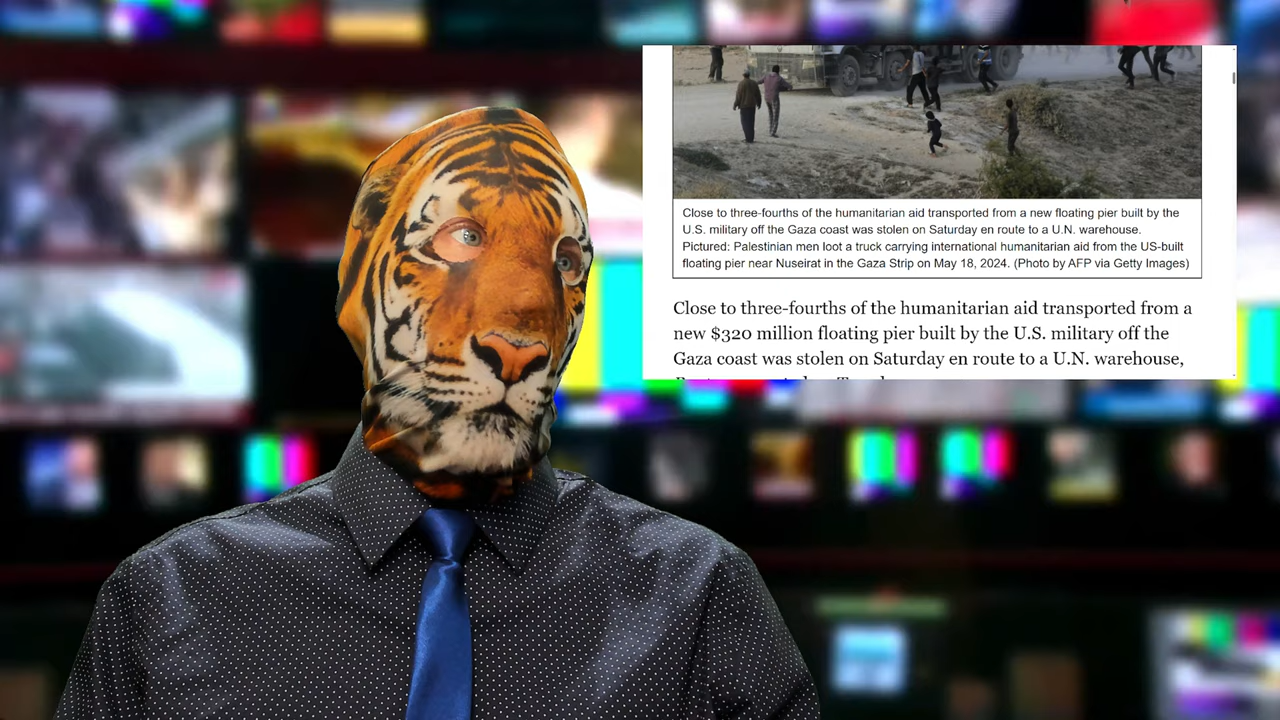 Close to three-fourths of the humanitarian aid transported from a new floating pier built by the
U.S. military off the Gaza coast was stolen on Saturday en route to a U.N. warehouse.
Pictured: Palestinian men loot a truck carrying international humanitarian aid from the US-built
floating pier near Nuseirat in the Gaza Strip on May 18, 2024. (Photo by AFP via Getty Images)
Close to three-fourths of the humanitarian aid transported from a
new $320 million floating pier built by the U.S. military off the
Gaza coast was stolen on Saturday en route to a U.N. warehouse,